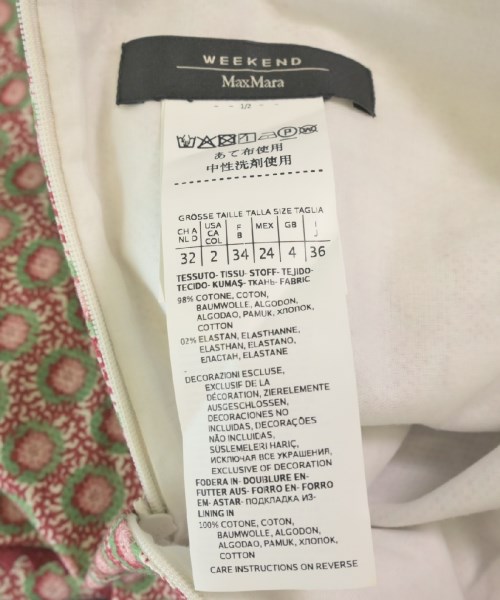 WEEKEND
MaxMara
- - 1/2 - -
あて布使用
中性洗剤使用
GRÖSSE TAILLE TALLA SIZE TAGLIA
CH A NL D
USA CA COL
F B
MEX
GB
I J
32 2 34 24 4 36
TESSUTO- TISSU- STOFF- TEJIDO-
TECIDO- KUMAŞ- ТКАНЬ- FABRIC
98% COTONE, COTON,
BAUMWOLLE, ALGODON,
ALGODAO, PAMUK, ХЛОПОК,
COTTON
02% ELASTAN, ELASTHANNE,
ELASTHAN, ELASTANO,
ЕЛАСТАН, ELASTANE
DECORAZIONI ESCLUSE,
EXCLUSIF DE LA
DÉCORATION, ZIERELEMENTE
AUSGESCHLOSSEN,
DECORACIONES NO
INCLUIDAS, DECORAÇÕES
NÃO INCLUIDAS,
SÜSLEMELERI HARIÇ,
ИСКЛЮЧАЯ ВСЕ УКРАШЕНИЯ,
EXCLUSIVE OF DECORATION
FODERA IN- DOUBLURE EN-
FUTTER AUS- FORRO EN- FORRO
EM- ASTAR- ПОДКЛАДКА ИЗ-
LINING IN
100% COTONE, COTON,
BAUMWOLLE, ALGODON,
ALGODAO, PAMUK, ХЛОПОК,
COTTON
CARE INSTRUCTIONS ON REVERSE